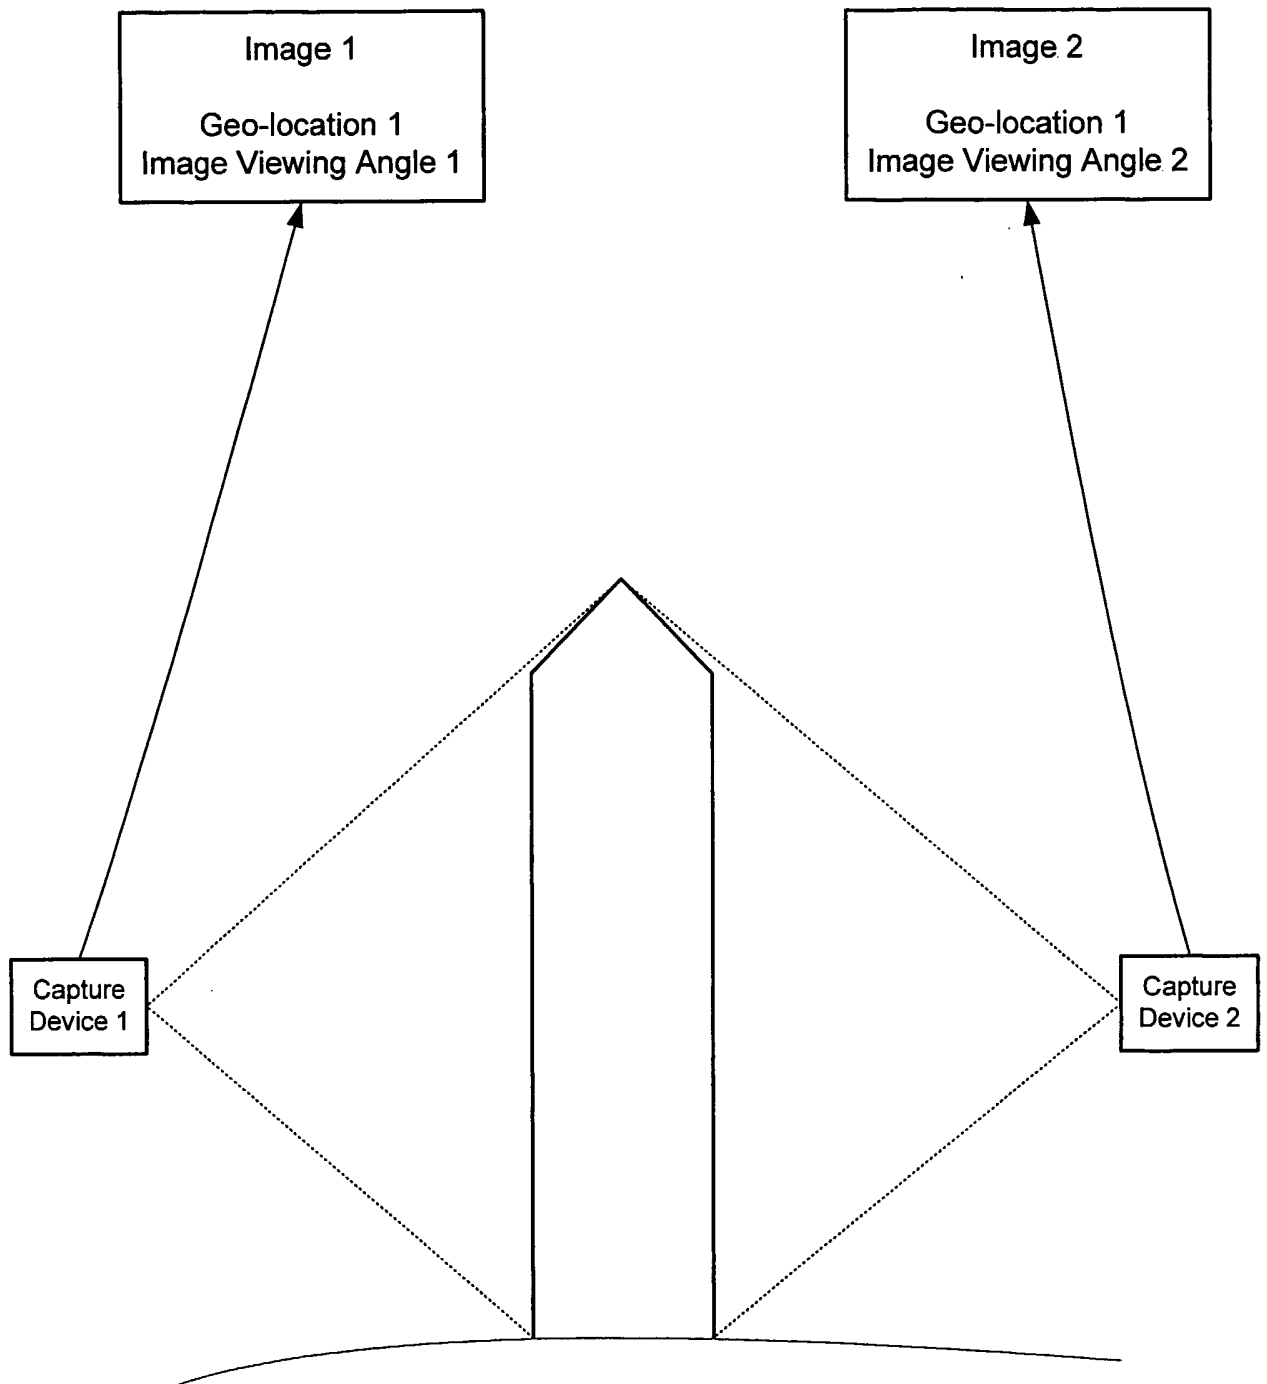 Image 1
Geo-location 1
Image Viewing Angle 1
Image 2
Geo-location 1
Image Viewing Angle 2
Capture
Device 1
Capture
Device 2